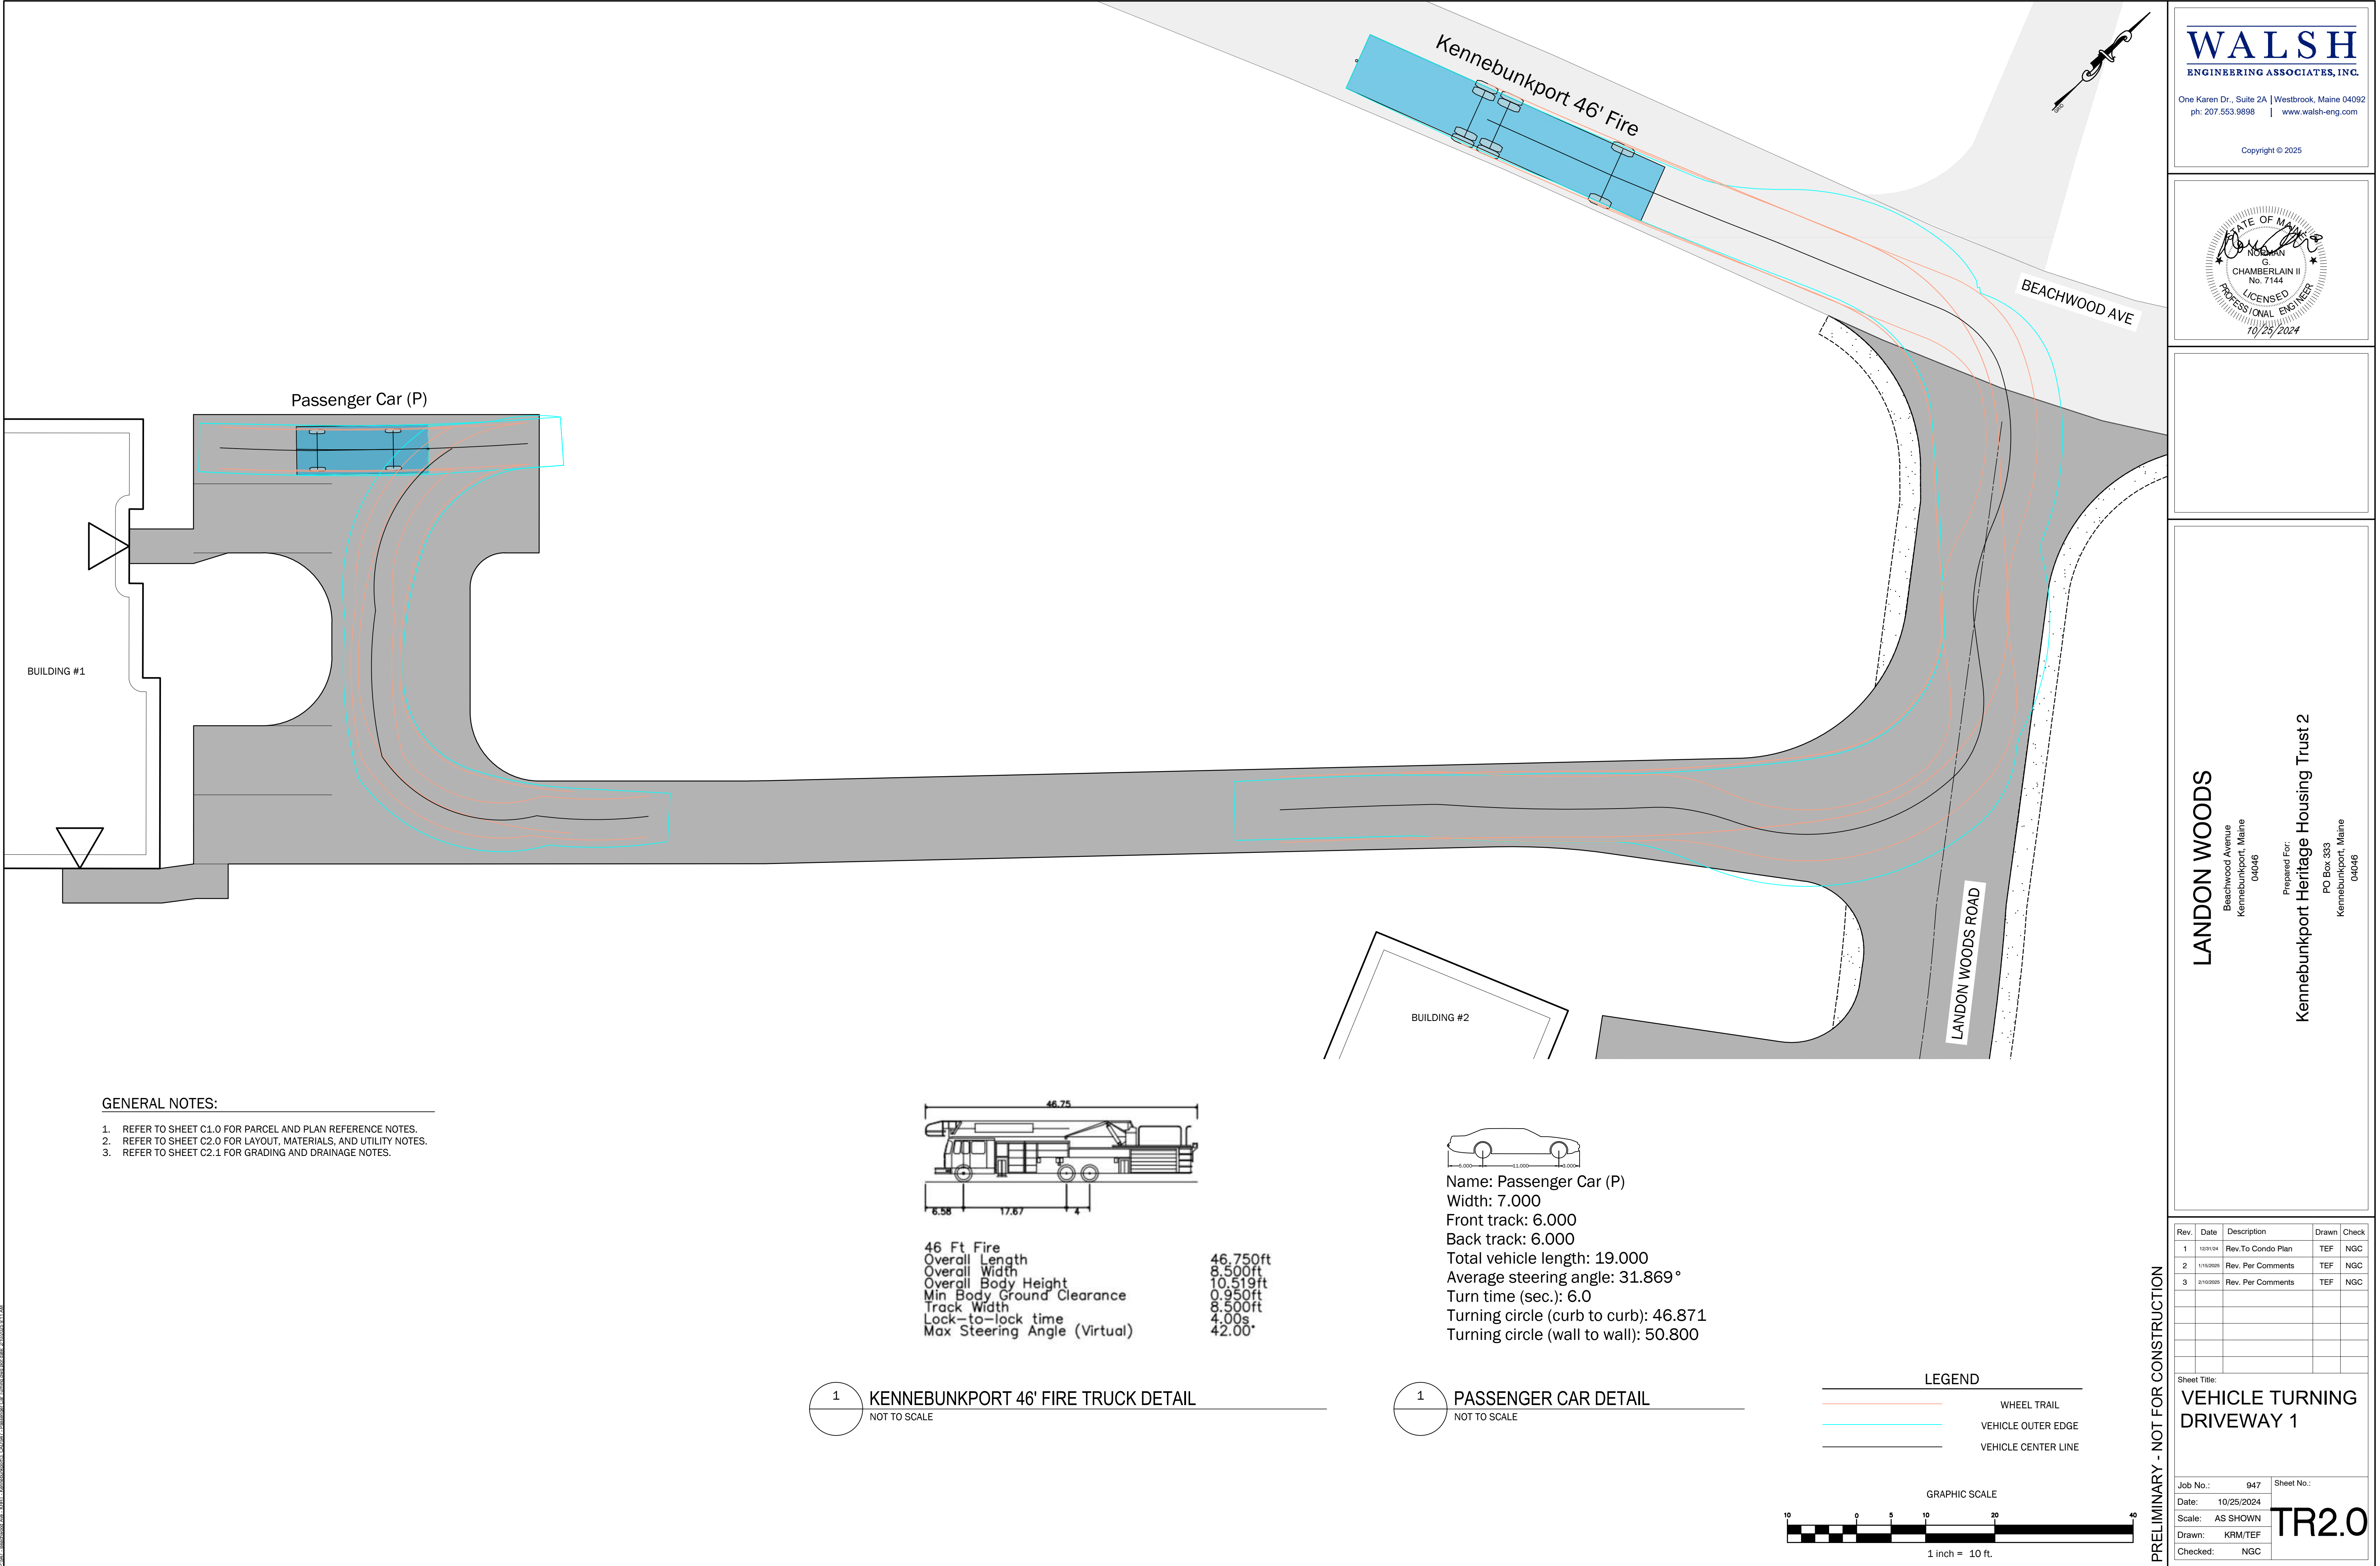 Kennebunkport 46' Fire
BEACHWOOD AVE
Passenger Car (P)
BUILDING #1
BUILDING #2
LANDON WOODS ROAD
GENERAL NOTES:
1. REFER TO SHEET C1.0 FOR PARCEL AND PLAN REFERENCE NOTES.
2. REFER TO SHEET C2.0 FOR LAYOUT, MATERIALS, AND UTILITY NOTES.
3. REFER TO SHEET C2.1 FOR GRADING AND DRAINAGE NOTES.
46.75
6.58 17.67 4
46 Ft Fire
Overall Length 46.750ft
Overall Width 8.500ft
Overall Body Height 10.519ft
Min Body Ground Clearance 0.950ft
Track Width 8.500ft
Lock-to-lock time 4.00s
Max Steering Angle (Virtual) 42.00°
1 KENNEBUNKPORT 46' FIRE TRUCK DETAIL
NOT TO SCALE
5.000 11.000 3.000
Name: Passenger Car (P)
Width: 7.000
Front track: 6.000
Back track: 6.000
Total vehicle length: 19.000
Average steering angle: 31.869°
Turn time (sec.): 6.0
Turning circle (curb to curb): 46.871
Turning circle (wall to wall): 50.800
1 PASSENGER CAR DETAIL
NOT TO SCALE
LEGEND
WHEEL TRAIL
VEHICLE OUTER EDGE
VEHICLE CENTER LINE
GRAPHIC SCALE
10 0 5 10 20 40
1 inch = 10 ft.
PRELIMINARY - NOT FOR CONSTRUCTION
WALSH
ENGINEERING ASSOCIATES, INC.
One Karen Dr., Suite 2A | Westbrook, Maine 04092
ph: 207.553.9898 | www.walsh-eng.com
Copyright © 2025
STATE OF MAINE
NORMAN
G.
CHAMBERLAIN II
No. 7144
LICENSED
PROFESSIONAL ENGINEER
10/25/2024
LANDON WOODS
Beachwood Avenue
Kennebunkport, Maine
04046
Prepared For:
Kennebunkport Heritage Housing Trust 2
PO Box 333
Kennebunkport, Maine
04046
Rev. Date Description Drawn Check
1 12/31/24 Rev.To Condo Plan TEF NGC
2 1/15/2025 Rev. Per Comments TEF NGC
3 2/10/2025 Rev. Per Comments TEF NGC
Sheet Title:
VEHICLE TURNING
DRIVEWAY 1
Job No.: 947
Date: 10/25/2024
Scale: AS SHOWN
Drawn: KRM/TEF
Checked: NGC
Sheet No.:
TR2.0